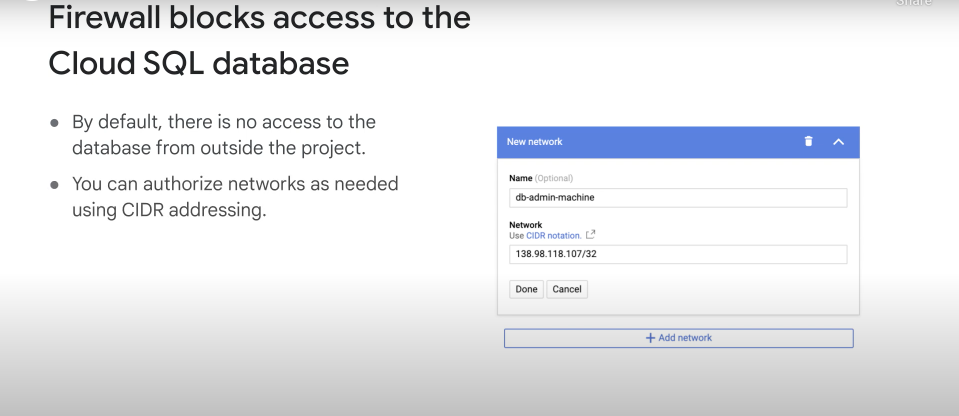 Share
Firewall blocks access to the
Cloud SQL database
By default, there is no access to the
database from outside the project.
You can authorize networks as needed
using CIDR addressing.
New network
Name (Optional)
db-admin-machine
Network
Use CIDR notation.
138.98.118.107/32
Done Cancel
+ Add network